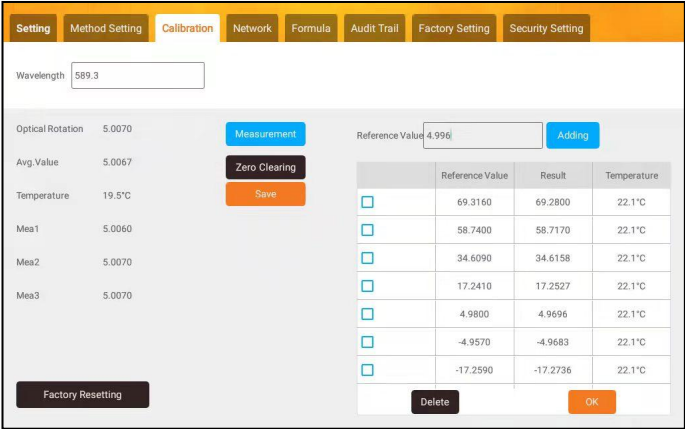 Setting Method Setting Calibration Network Formula Audit Trail Factory Setting Security Setting
Wavelength 589.3
Optical Rotation 5.0070
Avg.Value 5.0067
Temperature 19.5°C
Mea1 5.0060
Mea2 5.0070
Mea3 5.0070
Measurement
Zero Clearing
Save
Factory Resetting
Reference Value 4.996 Adding
Reference Value Result Temperature
69.3160 69.2800 22.1°C
58.7400 58.7170 22.1°C
34.6090 34.6158 22.1°C
17.2410 17.2527 22.1°C
4.9800 4.9696 22.1°C
-4.9570 -4.9683 22.1°C
-17.2590 -17.2736 22.1°C
Delete OK